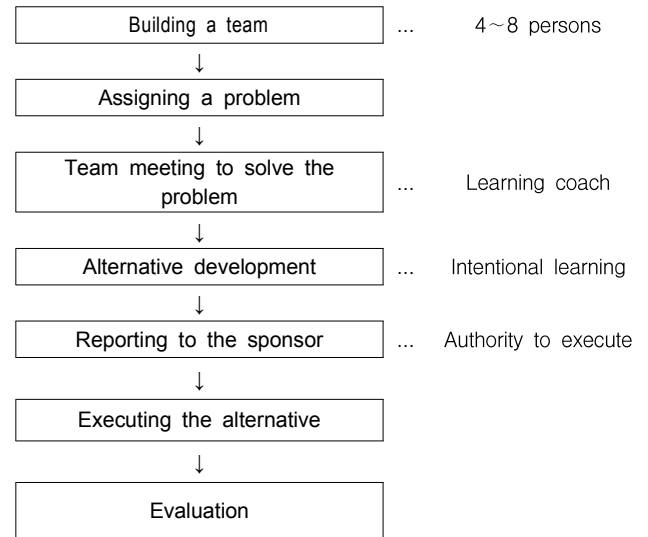 Building a team ... 4～8 persons
↓
Assigning a problem
↓
Team meeting to solve the
problem ... Learning coach
↓
Alternative development ... Intentional learning
↓
Reporting to the sponsor ... Authority to execute
↓
Executing the alternative
↓
Evaluation